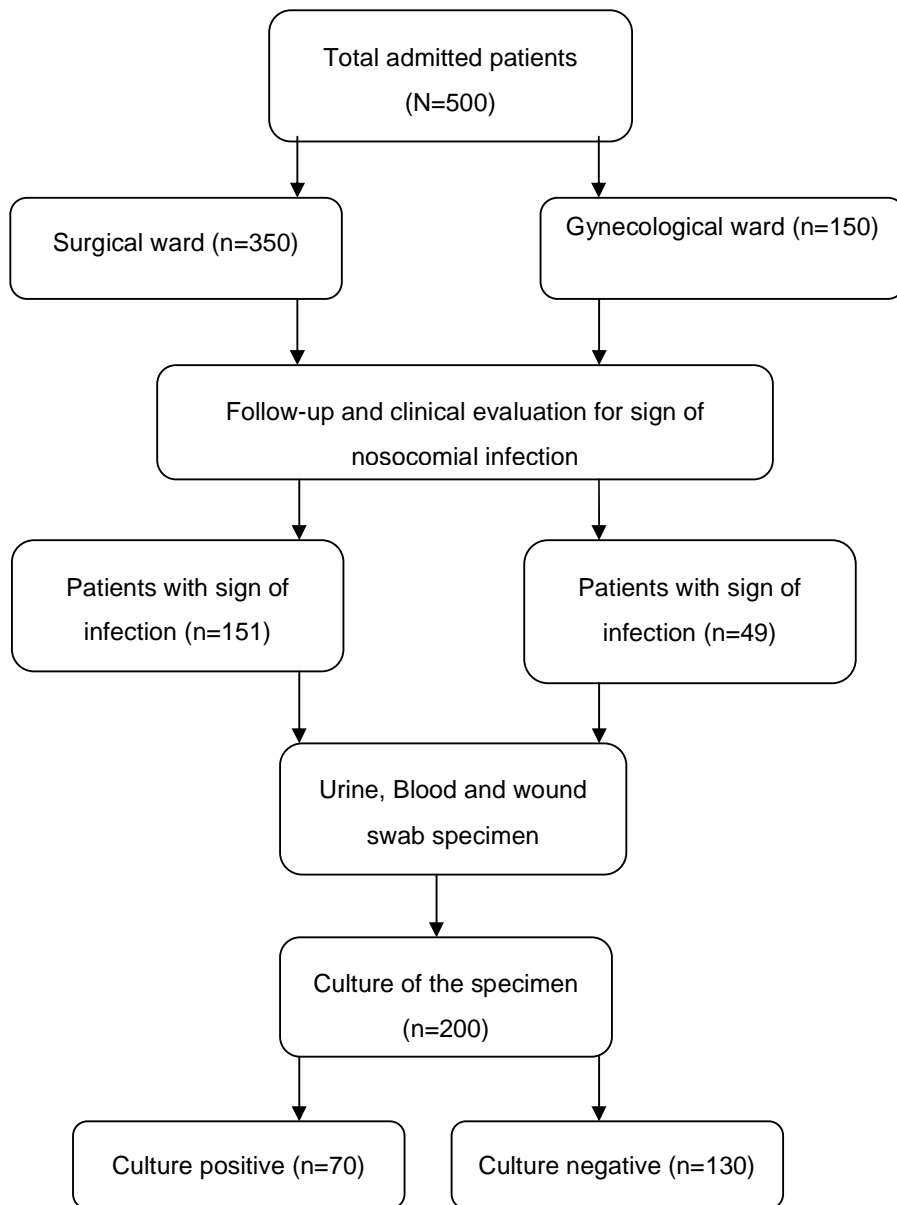 Total admitted patients
(N=500)
Surgical ward (n=350)
Gynecological ward (n=150)
Follow-up and clinical evaluation for sign of
nosocomial infection
Patients with sign of
infection (n=151)
Patients with sign of
infection (n=49)
Urine, Blood and wound
swab specimen
Culture of the specimen
(n=200)
Culture positive (n=70)
Culture negative (n=130)